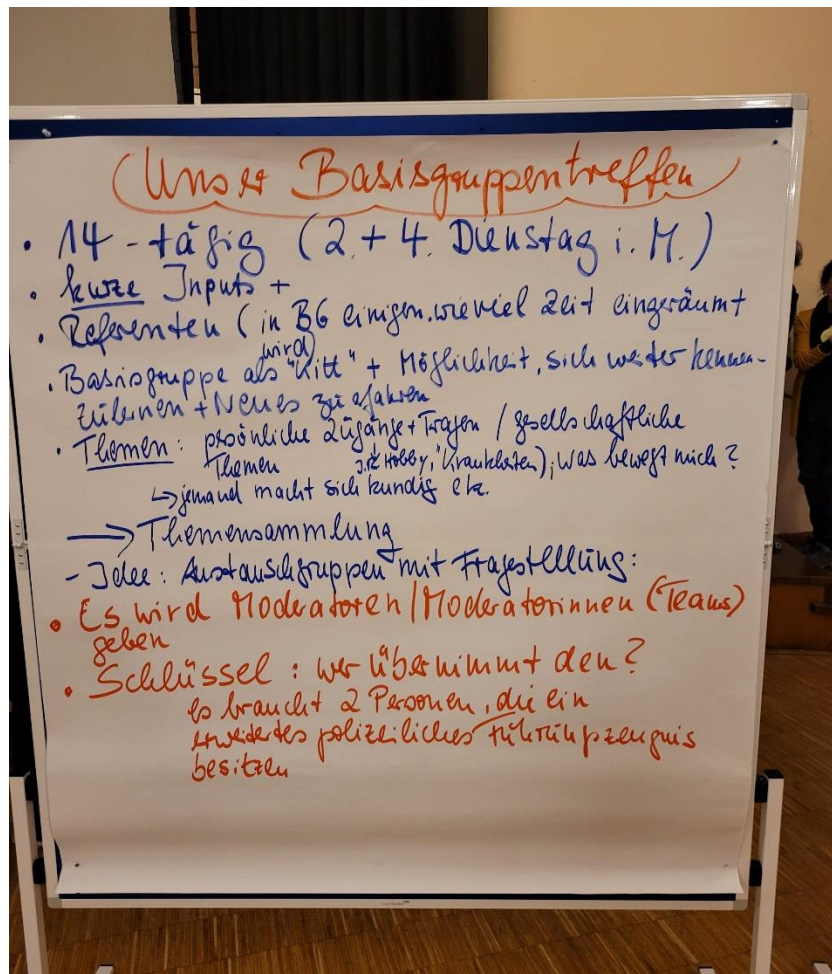 Unser Basisgruppentreffen
• 14-tägig (2. + 4. Dienstag i. M.)
• kurze Inputs +
• Referenten (in BG einigen, wieviel Zeit eingeräumt
wird)
• Basisgruppe als "Kitt" + Möglichkeit, sich weiter kennen-
zulernen + Neues zu erfahren
• Themen: persönliche Zugänge + Fragen / gesellschaftliche
Themen Hobby, "Krankheiten), was bewegt mich?
↳ jemand macht sich kundig etc.
→ Themensammlung
- Idee: Austauschgruppen mit Fragestellung:
• Es wird Moderatoren/Moderatorinnen (Teams)
geben
• Schlüssel: wer übernimmt den?
es braucht 2 Personen, die ein
erweitertes polizeiliches Führungszeugnis
besitzen